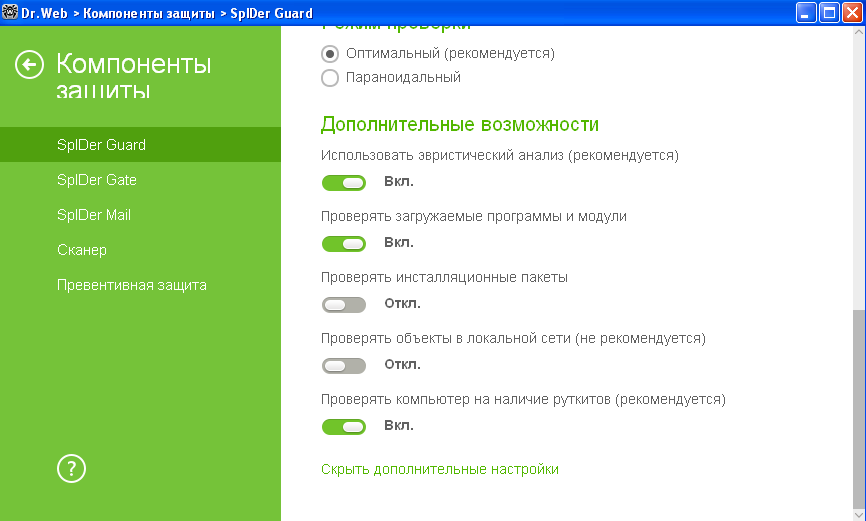 Dr.Web > Компоненты защиты > SpIDer Guard
Режим проверки
Компоненты
защиты
Оптимальный (рекомендуется)
Параноидальный
SpIDer Guard
SpIDer Gate
SpIDer Mail
Сканер
Превентивная защита
Дополнительные возможности
Использовать эвристический анализ (рекомендуется)
Вкл.
Проверять загружаемые программы и модули
Вкл.
Проверять инсталляционные пакеты
Откл.
Проверять объекты в локальной сети (не рекомендуется)
Откл.
Проверять компьютер на наличие руткитов (рекомендуется)
Вкл.
Скрыть дополнительные настройки
?